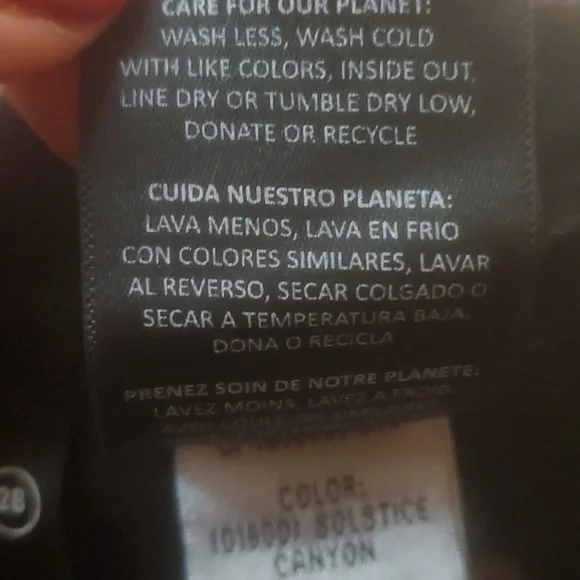 CARE FOR OUR PLANET:
WASH LESS, WASH COLD
WITH LIKE COLORS, INSIDE OUT,
LINE DRY OR TUMBLE DRY LOW,
DONATE OR RECYCLE
CUIDA NUESTRO PLANETA:
LAVA MENOS, LAVA EN FRIO
CON COLORES SIMILARES, LAVAR
AL REVERSO, SECAR COLGADO O
SECAR A TEMPERATURA BAJA,
DONA O RECICLA
PRENEZ SOIN DE NOTRE PLANETE:
LAVEZ MOINS, LAVEZ A FROID
AVEC COULEURS
28
COLOR:
SOLSTICE
CANYON